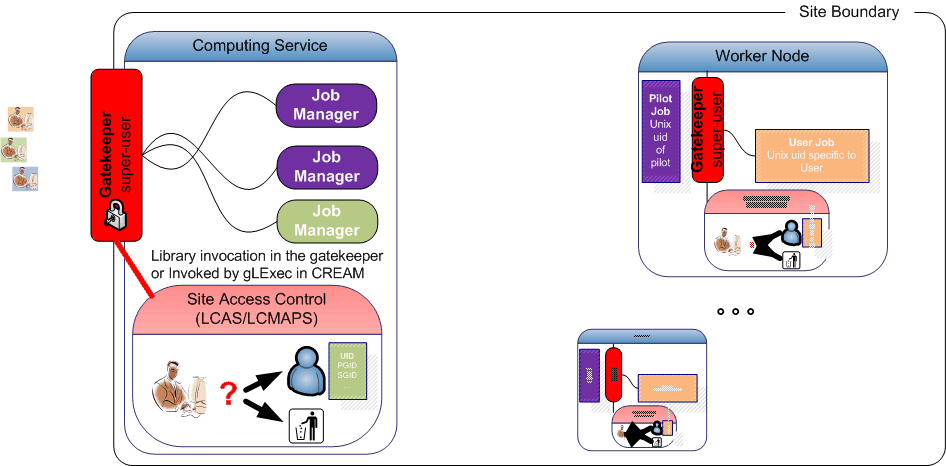 Site Boundary
Computing Service
Gatekeeper
super-user
Job
Manager
Job
Manager
Job
Manager
Library invocation in the gatekeeper
or Invoked by gLExec in CREAM
Site Access Control
(LCAS/LCMAPS)
?
UID
PGID
SGID
...
Worker Node
Pilot
Job
Unix
uid
of
pilot
Gatekeeper
super-user
User Job
Unix uid specific to
User